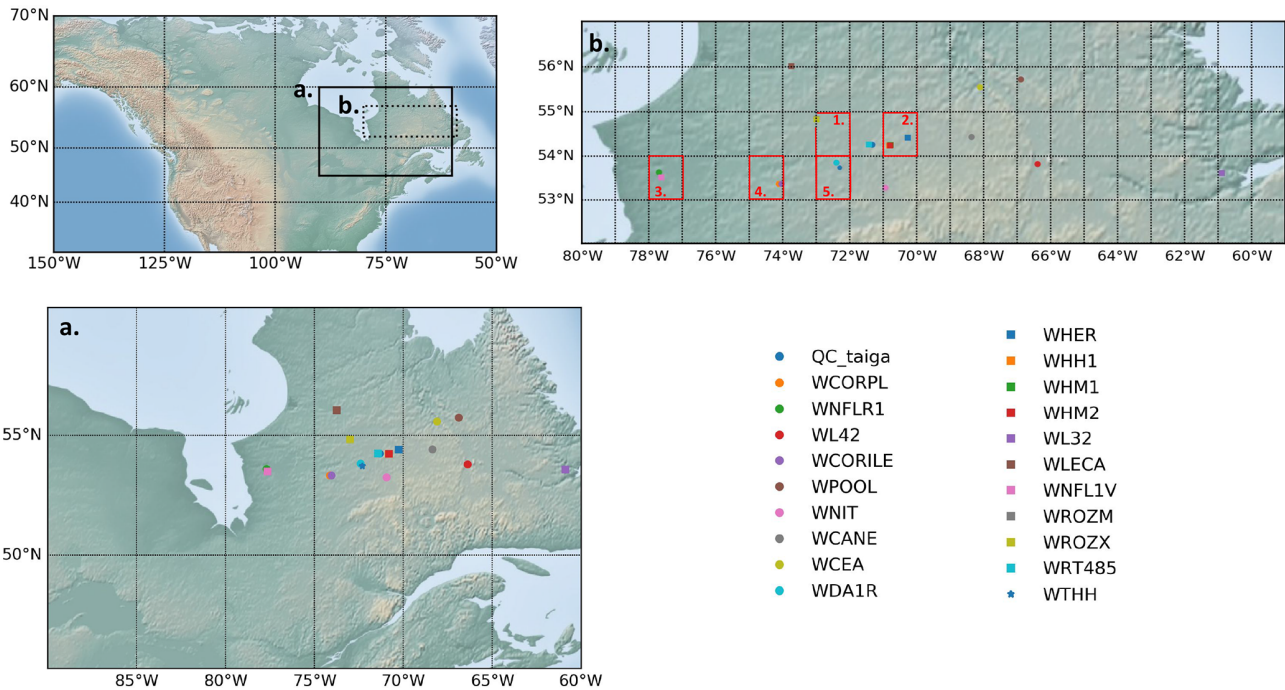 70°N
60°N
50°N
40°N
150°W 125°W 100°W 75°W 50°W
a.
b.
b.
56°N
55°N
54°N
53°N
80°W 78°W 76°W 74°W 72°W 70°W 68°W 66°W 64°W 62°W 60°W
1.
2.
3.
4.
5.
a.
55°N
50°N
85°W 80°W 75°W 70°W 65°W 60°W
QC_taiga
WCORPL
WNFLR1
WL42
WCORILE
WPOOL
WNIT
WCANE
WCEA
WDA1R
WHER
WHH1
WHM1
WHM2
WL32
WLECA
WNFL1V
WROZM
WROZX
WRT485
WTHH